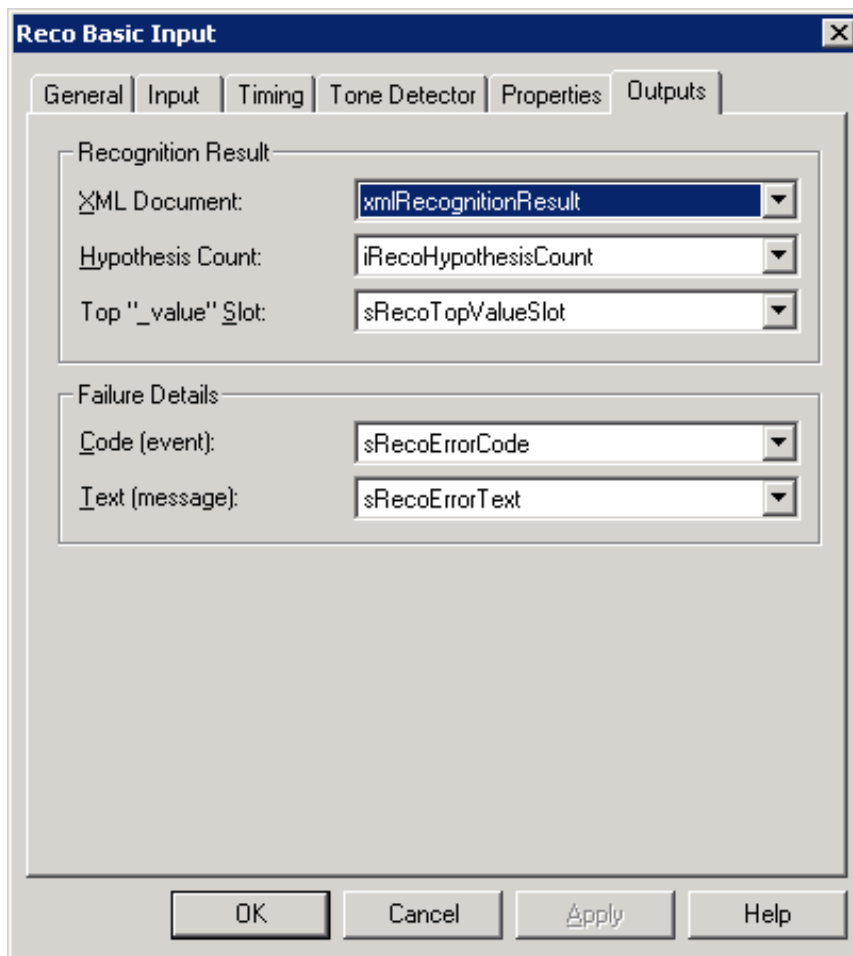 Reco Basic Input
General Input Timing Tone Detector Properties Outputs
Recognition Result
XML Document: xmlRecognitionResult
Hypothesis Count: iRecoHypothesisCount
Top "_value" Slot: sRecoTopValueSlot
Failure Details
Code (event): sRecoErrorCode
Text (message): sRecoErrorText
OK Cancel Apply Help